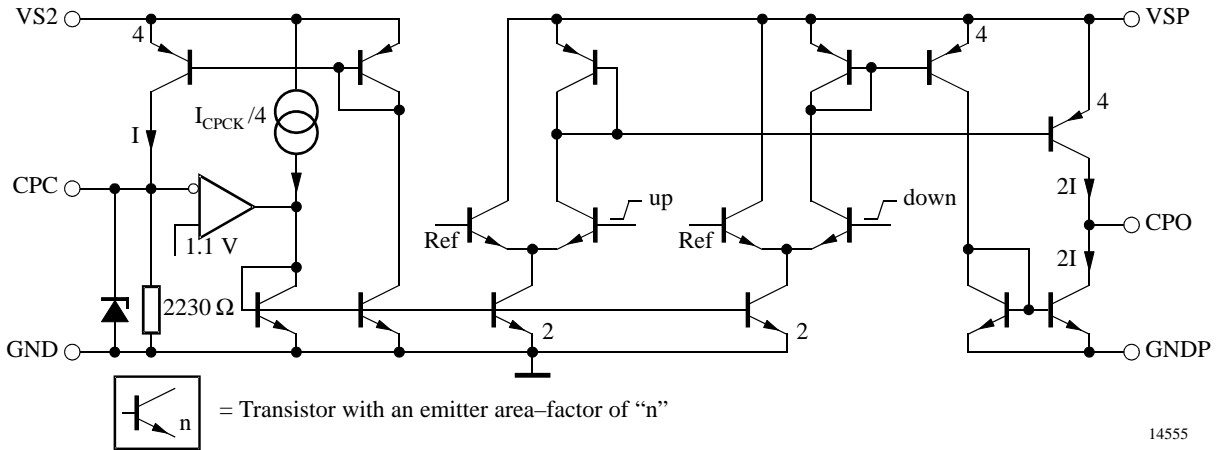 VS2
VSP
4
4
I_CPCK/4
4
I
2I
CPC
up
down
Ref
Ref
CPO
1.1 V
2I
2230 Ω
2
2
GND
GNDP
n
= Transistor with an emitter area–factor of “n”
14555